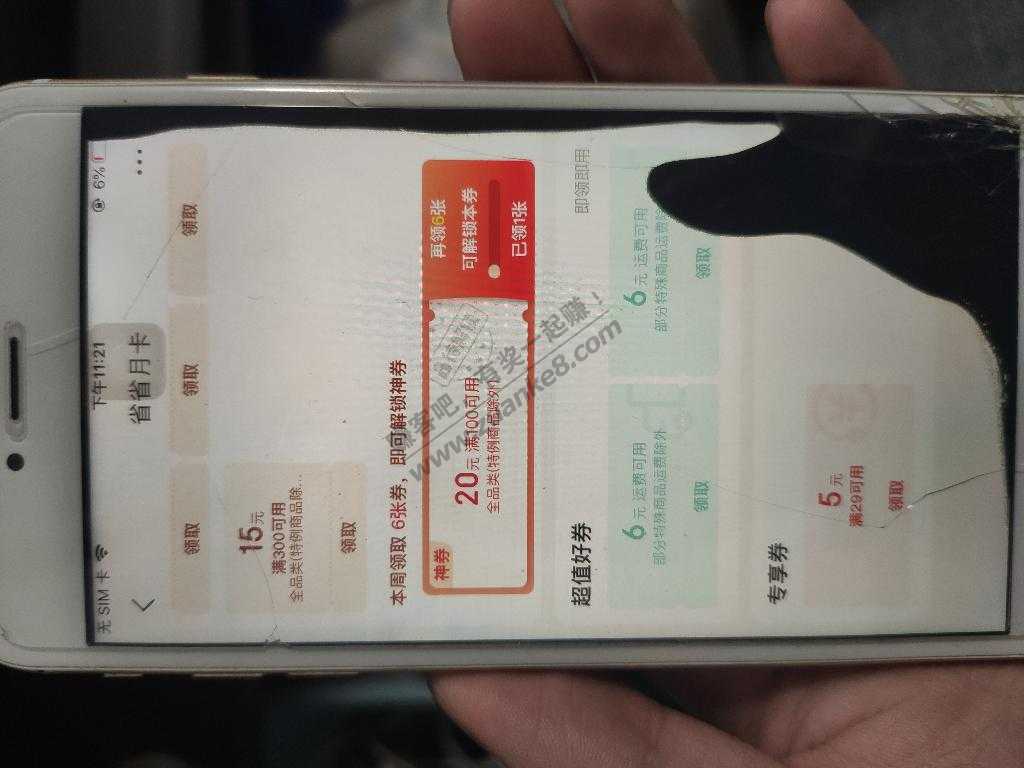 无 SIM 卡
下午11:21
6%
省省月卡
领取
领取
领取
15元
满300可用
全品类(特例商品除...
领取
本周领取 6张券，即可解锁神券
神券
20元 满100可用
全品类(特例商品除外)
再领6张
可解锁本券
已领1张
超值好券
即领即用
6元 运费可用
部分特殊商品运费除外
领取
6元 运费可用
部分特殊商品运费除
领取
专享券
5元
满29可用
领取
赚客吧，有奖一起赚！
www.zuanke8.com